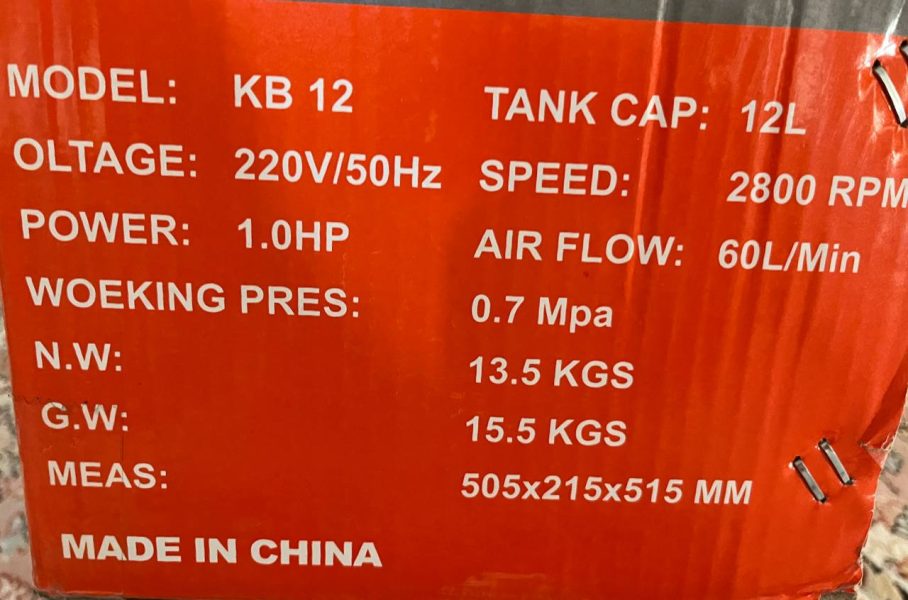 MODEL: KB 12 TANK CAP: 12L
OLTAGE: 220V/50Hz SPEED: 2800 RPM
POWER: 1.0HP AIR FLOW: 60L/Min
WOEKING PRES: 0.7 Mpa
N.W: 13.5 KGS
G.W: 15.5 KGS
MEAS: 505x215x515 MM
MADE IN CHINA